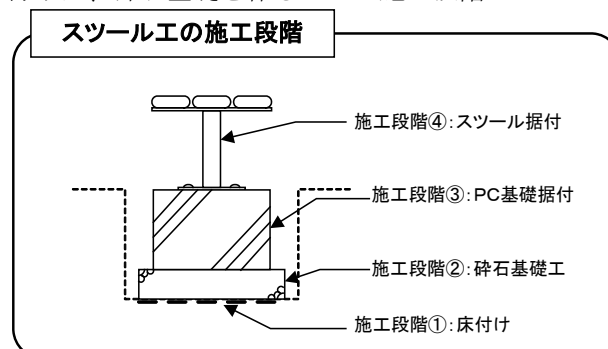 スツール工の施工段階
施工段階④:スツール据付
施工段階③:PC基礎据付
施工段階②:砕石基礎工
施工段階①:床付け